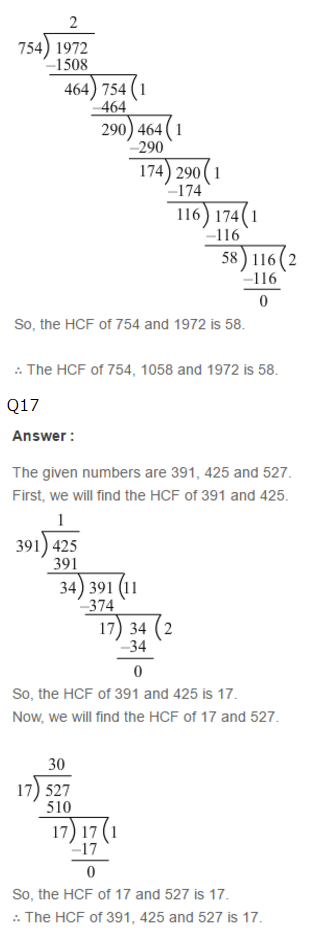 2
754) 1972
–1508
464) 754 (1
–464
290) 464 (1
–290
174) 290 (1
–174
116) 174 (1
–116
58) 116 (2
–116
0
So, the HCF of 754 and 1972 is 58.
∴ The HCF of 754, 1058 and 1972 is 58.
Q17
Answer :
The given numbers are 391, 425 and 527.
First, we will find the HCF of 391 and 425.
1
391) 425
391
34) 391 (11
–374
17) 34 (2
–34
0
So, the HCF of 391 and 425 is 17.
Now, we will find the HCF of 17 and 527.
30
17) 527
510
17) 17 (1
–17
0
So, the HCF of 17 and 527 is 17.
∴ The HCF of 391, 425 and 527 is 17.